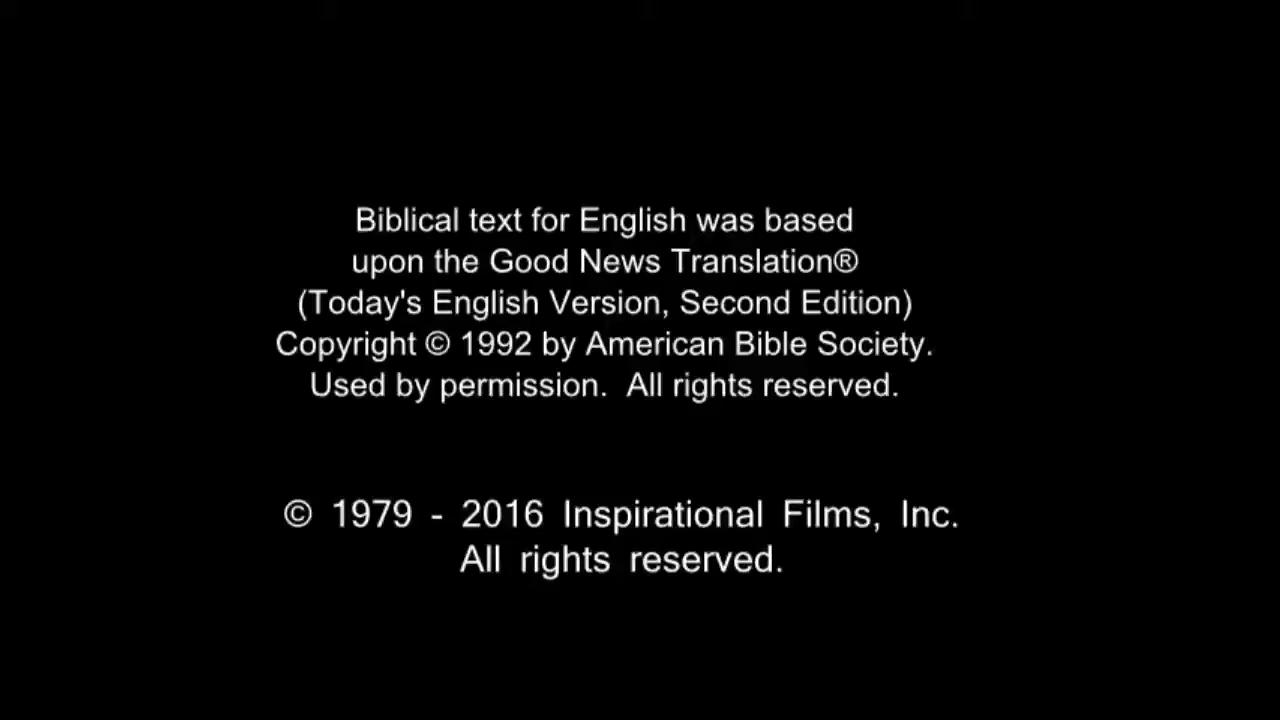 Biblical text for English was based
upon the Good News Translation®
(Today's English Version, Second Edition)
Copyright © 1992 by American Bible Society.
Used by permission.  All rights reserved.
© 1979 - 2016 Inspirational Films, Inc.
All rights reserved.